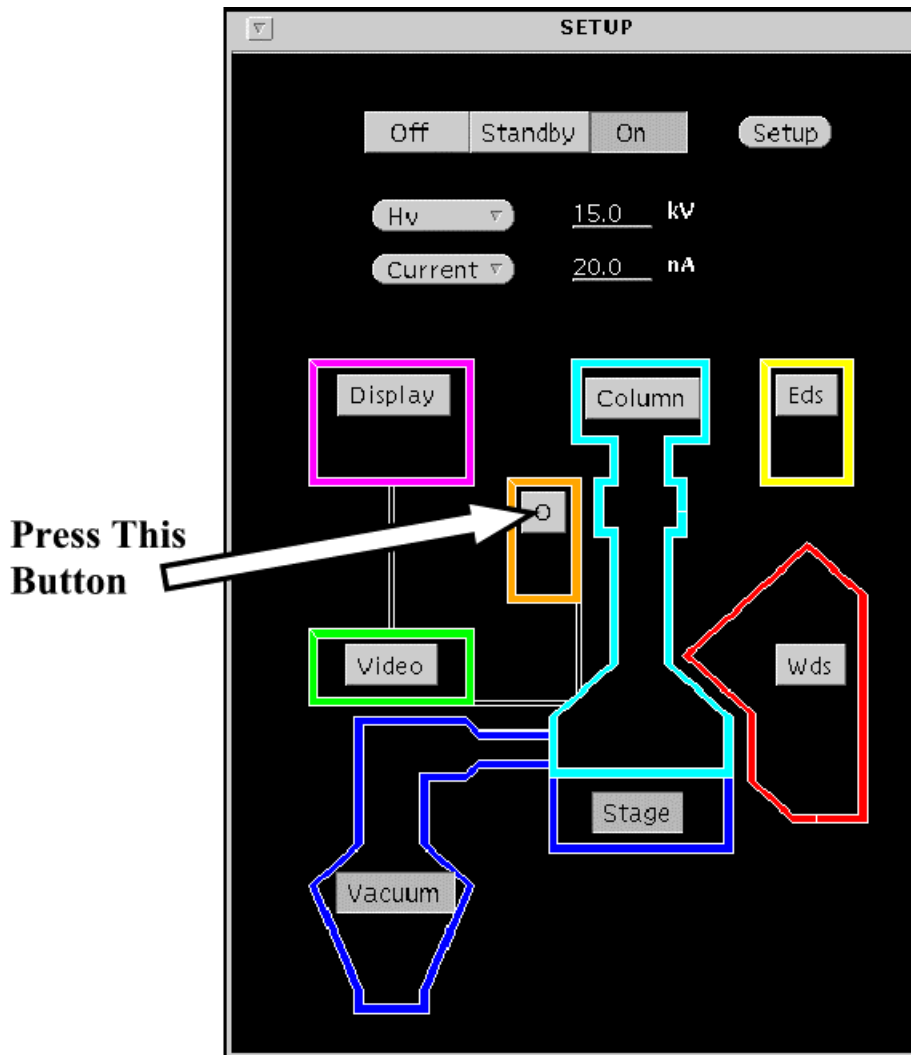 SETUP
Off Standby On Setup
Hv 15.0 kV
Current 20.0 nA
Display Column Eds
O
Press This
Button
Video Wds
Stage
Vacuum